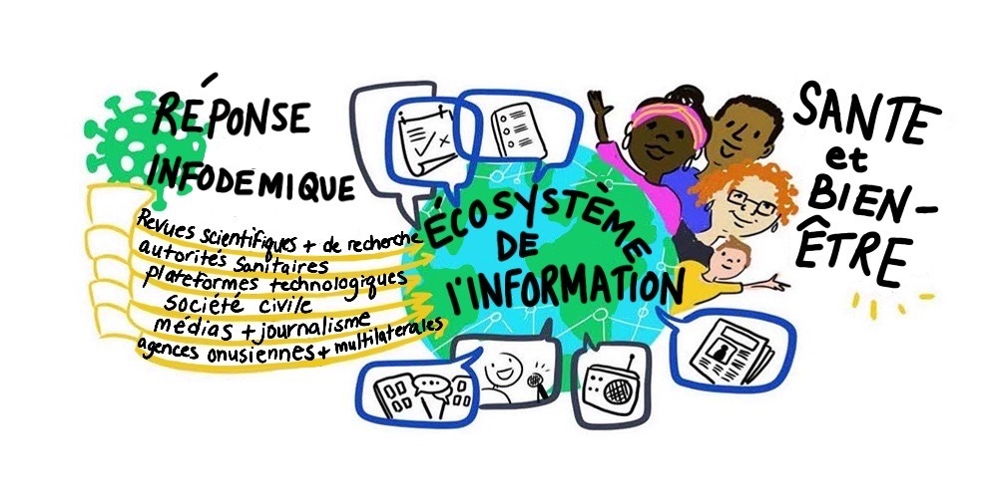 RÉPONSE
INFODEMIQUE
Revues scientifiques + de recherche
autorités sanitaires
plateformes technologiques
société civile
médias + journalisme
agences onusiennes + multilatérales
ÉCOSYSTÈME
DE
l'INFORMATION
SANTE
et
BIEN-
ÊTRE